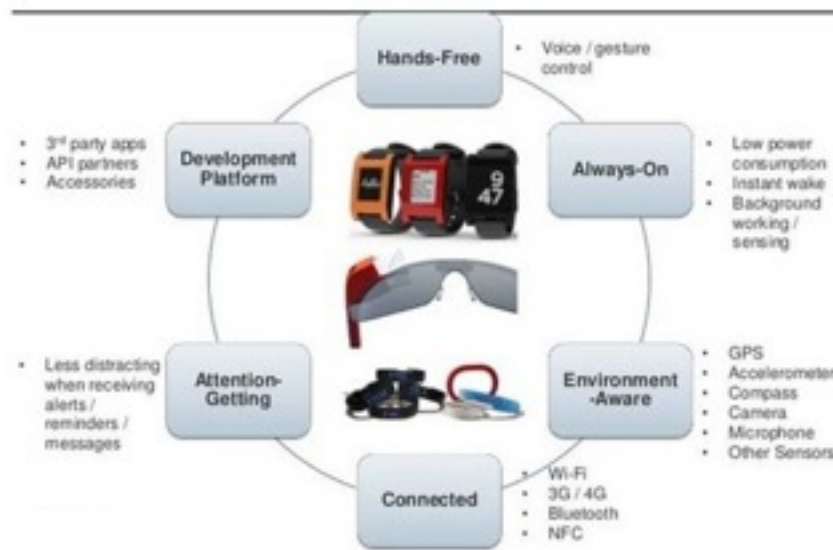 Hands-Free
• Voice / gesture
control
Development
Platform
• 3rd party apps
• API partners
• Accessories
Always-On
• Low power
consumption
• Instant wake
• Background
working /
sensing
9
47
Attention-
Getting
• Less distracting
when receiving
alerts /
reminders /
messages
Environment
-Aware
• GPS
• Accelerometer
• Compass
• Camera
• Microphone
• Other Sensors
Connected
• Wi-Fi
• 3G / 4G
• Bluetooth
• NFC